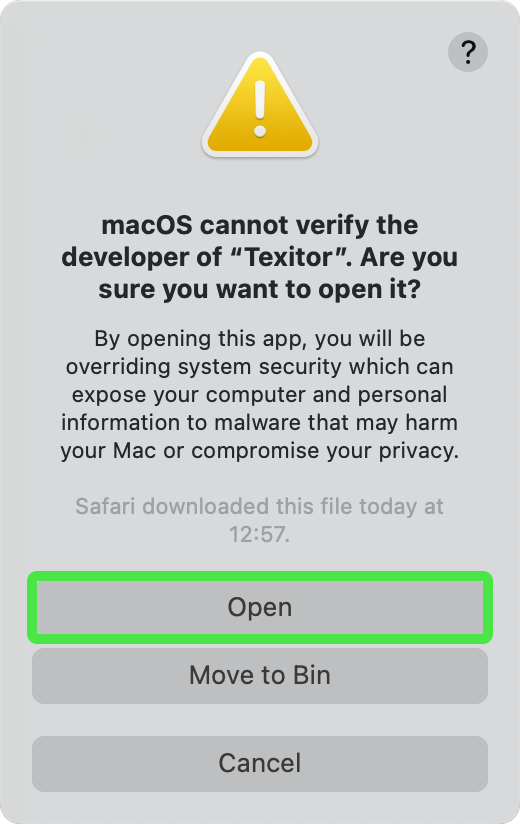 ?
macOS cannot verify the
developer of “Texitor”. Are you
sure you want to open it?
By opening this app, you will be
overriding system security which can
expose your computer and personal
information to malware that may harm
your Mac or compromise your privacy.
Safari downloaded this file today at
12:57.
Open
Move to Bin
Cancel